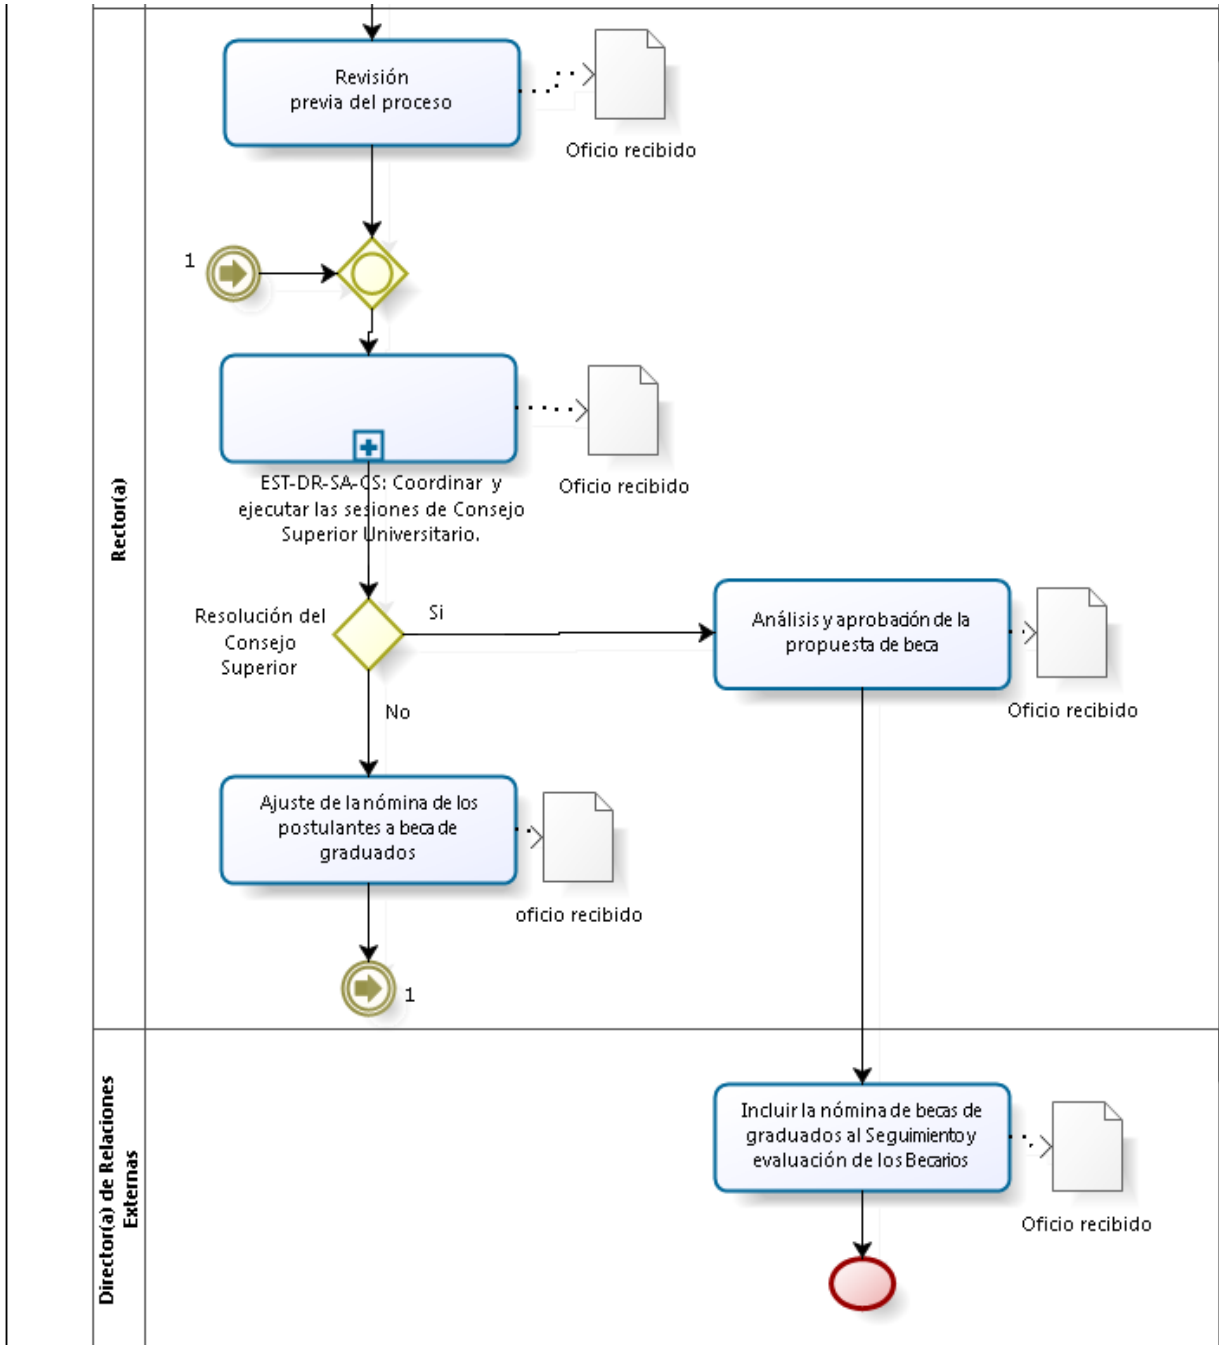 Rector(a)
Revisión
previa del proceso
Oficio recibido
1
EST-DR-SA-CS: Coordinar y
ejecutar las sesiones de Consejo
Superior Universitario.
Oficio recibido
Resolución del
Consejo
Superior
Si
No
Análisis y aprobación de la
propuesta de beca
Oficio recibido
Ajuste de la nómina de los
postulantes a beca de
graduados
oficio recibido
1
Director(a) de Relaciones
Externas
Incluir la nómina de becas de
graduados al Seguimiento y
evaluación de los Becarios
Oficio recibido